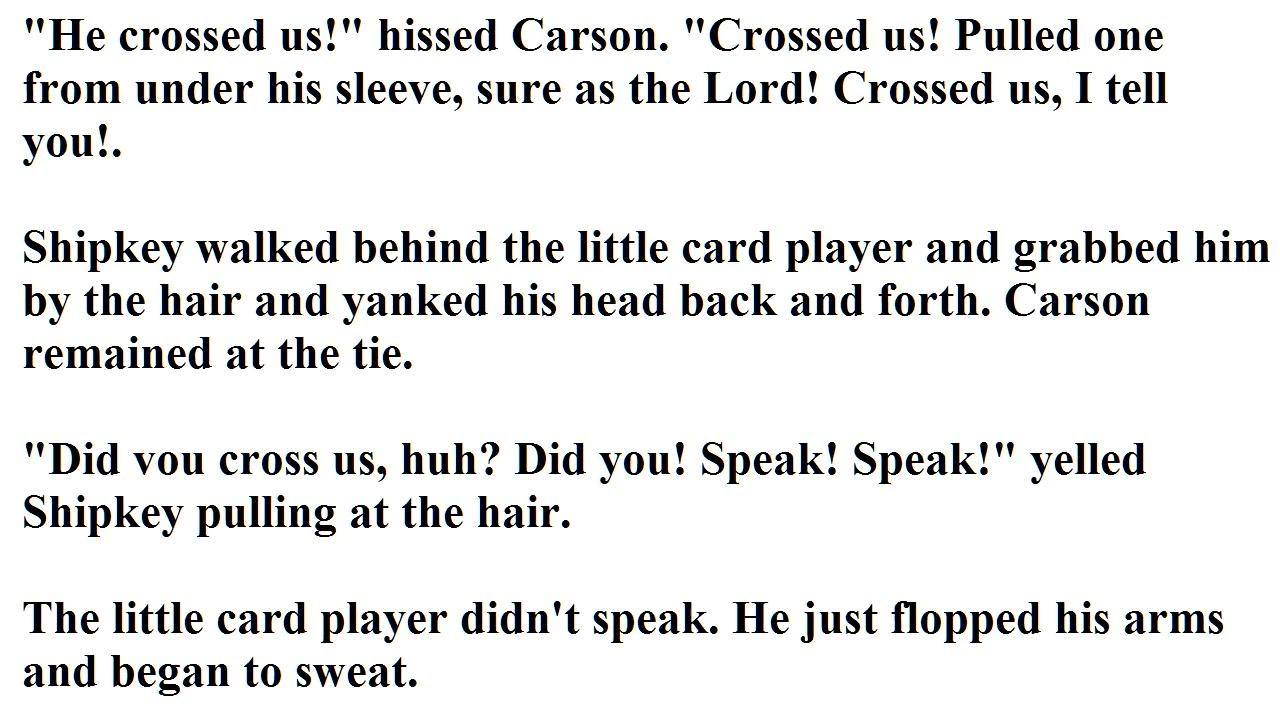 "He crossed us!" hissed Carson. "Crossed us! Pulled one
from under his sleeve, sure as the Lord! Crossed us, I tell
you!.
Shipkey walked behind the little card player and grabbed him
by the hair and yanked his head back and forth. Carson
remained at the tie.
"Did vou cross us, huh? Did you! Speak! Speak!" yelled
Shipkey pulling at the hair.
The little card player didn't speak. He just flopped his arms
and began to sweat.